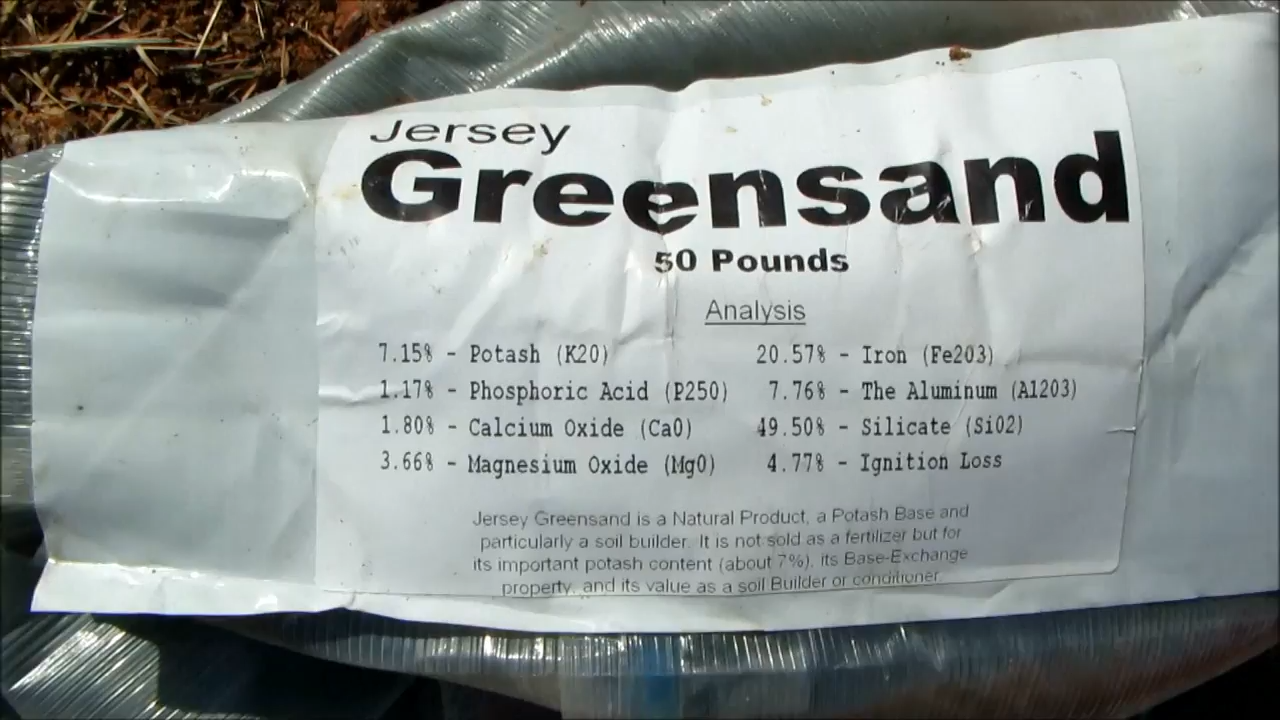 Jersey
Greensand
50 Pounds
Analysis
7.15% - Potash (K20)
1.17% - Phosphoric Acid (P250)
1.80% - Calcium Oxide (Ca0)
3.66% - Magnesium Oxide (Mg0)
20.57% - Iron (Fe203)
7.76% - The Aluminum (Al203)
49.50% - Silicate (Si02)
4.77% - Ignition Loss
Jersey Greensand is a Natural Product, a Potash Base and
particularly a soil builder. It is not sold as a fertilizer but for
its important potash content (about 7%), its Base-Exchange
property, and its value as a soil Builder or conditioner.